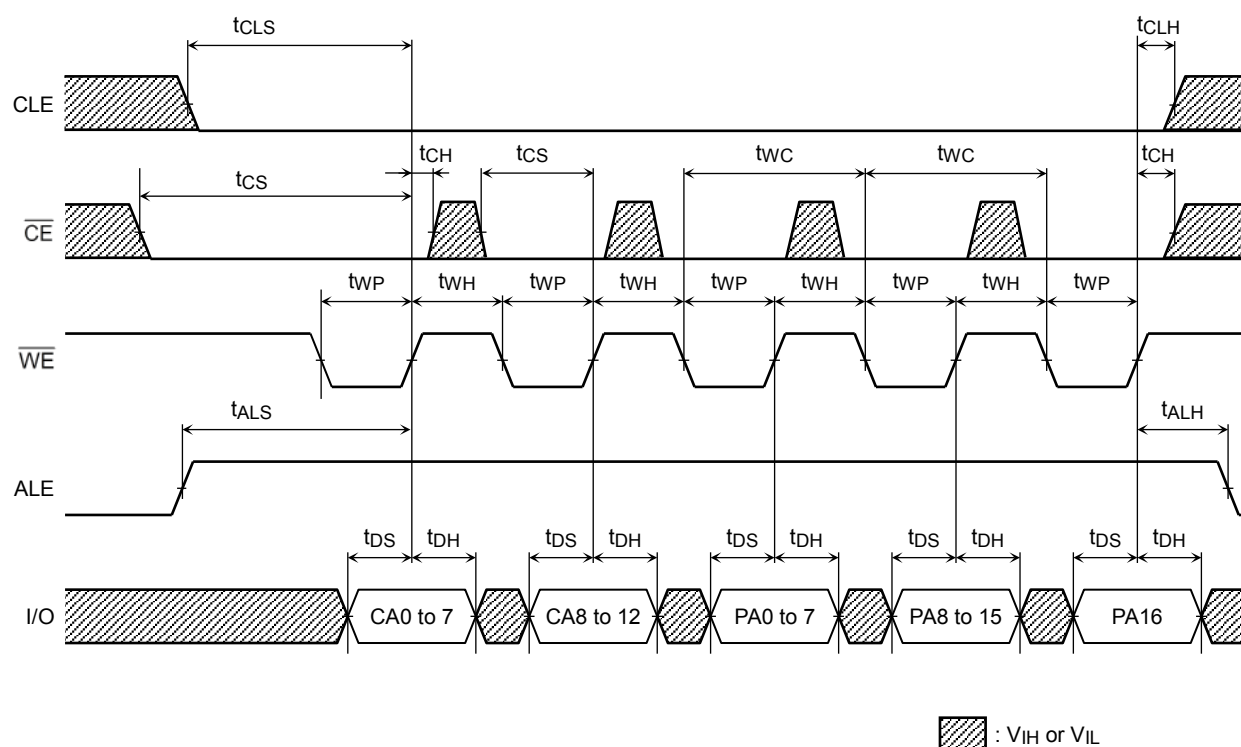 tCLS tCLH
CLE
tCH tCS tWC tWC tCH
tCS
CE
tWP tWH tWP tWH tWP tWH tWP tWH tWP
WE
tALS tALH
ALE
tDS tDH tDS tDH tDS tDH tDS tDH tDS tDH
I/O CA0 to 7 CA8 to 12 PA0 to 7 PA8 to 15 PA16
: VIH or VIL